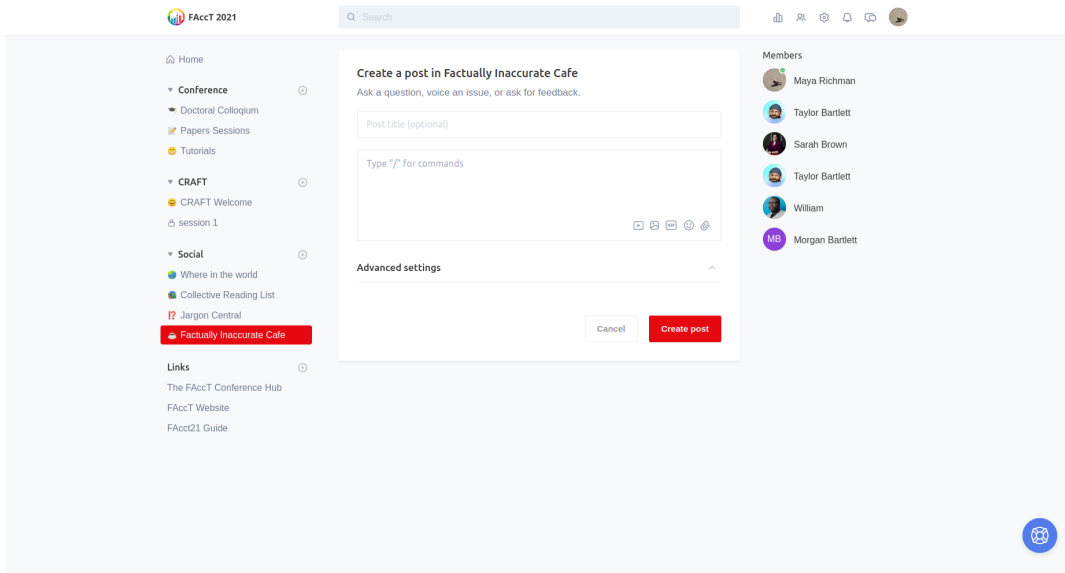 FAccT 2021
Search
Home
Conference
Doctoral Colloqium
Papers Sessions
Tutorials
CRAFT
CRAFT Welcome
session 1
Social
Where in the world
Collective Reading List
Jargon Central
Factually Inaccurate Cafe
Links
The FAccT Conference Hub
FAccT Website
FAcct21 Guide
Create a post in Factually Inaccurate Cafe
Ask a question, voice an issue, or ask for feedback.
Post title (optional)
Type "/" for commands
GIF
Advanced settings
Cancel
Create post
Members
Maya Richman
Taylor Bartlett
Sarah Brown
Taylor Bartlett
William
MB
Morgan Bartlett